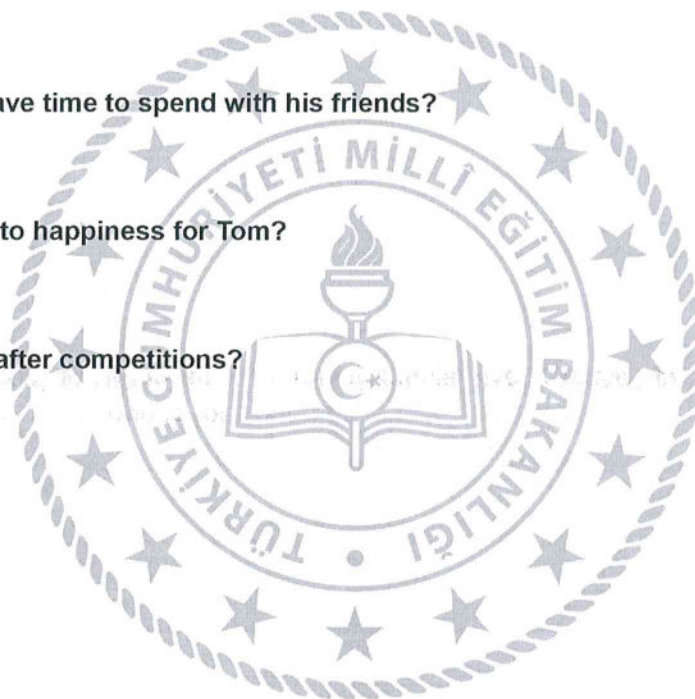 ave time to spend with his friends?
to happiness for Tom?
after competitions?
TÜRKİYE CUMHURİYETİ MİLLÎ EĞİTİM BAKANLIĞI